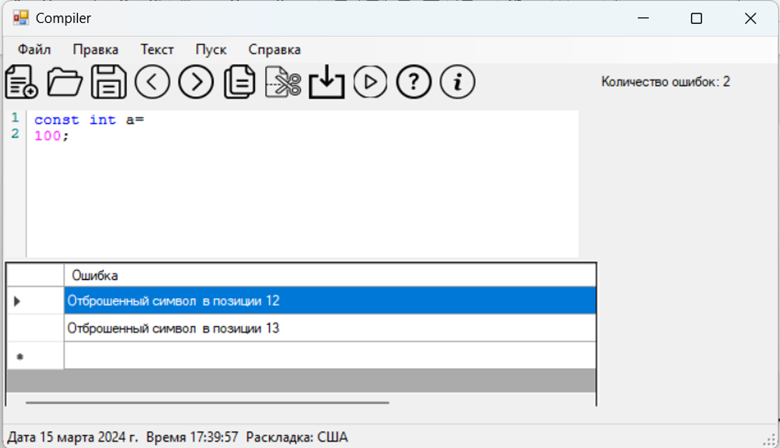 Compiler
Файл Правка Текст Пуск Справка
Количество ошибок: 2
1 const int a=
2 100;
Ошибка
Отброшенный символ в позиции 12
Отброшенный символ в позиции 13
Дата 15 марта 2024 г. Время 17:39:57 Раскладка: США